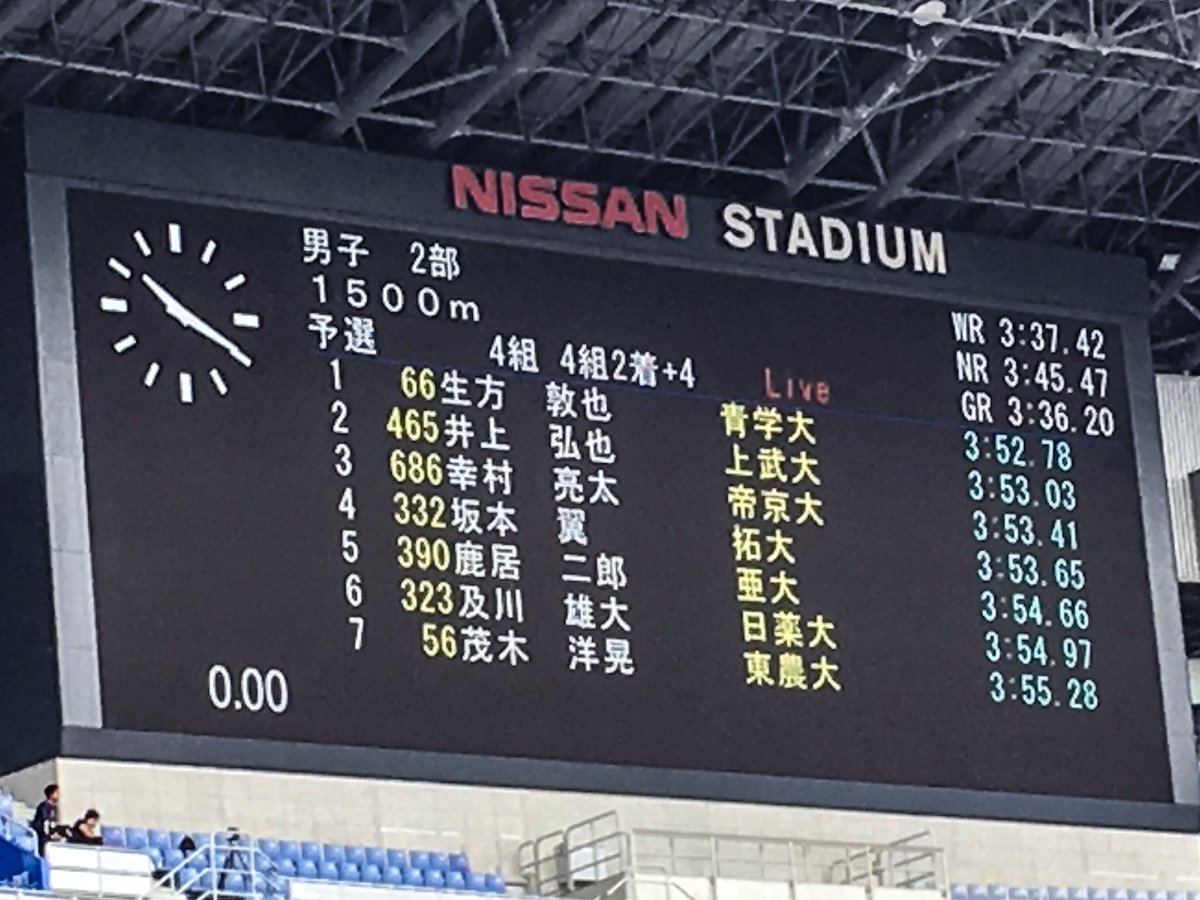 NISSAN STADIUM
男子 2部
１５００ｍ WR 3:37.42
予選 4組 4組2着+4 Live NR 3:45.47
GR 3:36.20
1 66 生方 敦也 青学大 3:52.78
2 465 井上 弘也 上武大 3:53.03
3 686 幸村 亮太 帝京大 3:53.41
4 332 坂本 翼 拓大 3:53.65
5 390 鹿居 二郎 亜大 3:54.66
6 323 及川 雄大 日薬大 3:54.97
7 56 茂木 洋晃 東農大 3:55.28
0.00